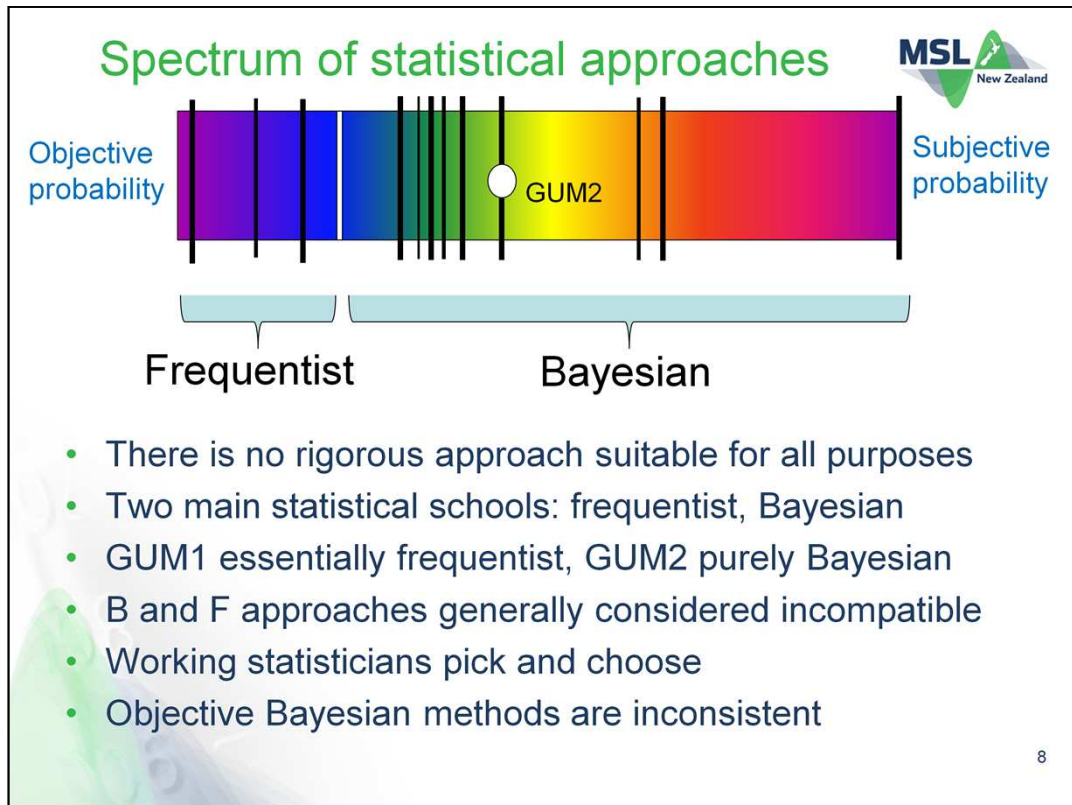 Spectrum of statistical approaches
MSL
New Zealand
Objective
probability
Subjective
probability
GUM2
Frequentist
Bayesian
• There is no rigorous approach suitable for all purposes
• Two main statistical schools: frequentist, Bayesian
• GUM1 essentially frequentist, GUM2 purely Bayesian
• B and F approaches generally considered incompatible
• Working statisticians pick and choose
• Objective Bayesian methods are inconsistent
8